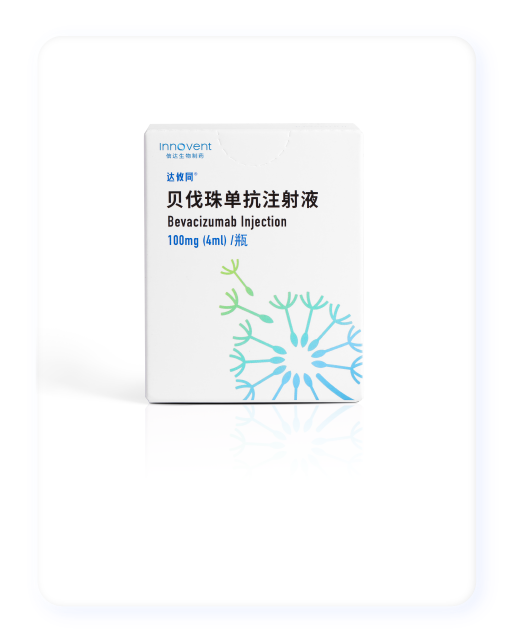 Innovent
信达生物制药
达攸同®
贝伐珠单抗注射液
Bevacizumab Injection
100mg (4ml) /瓶